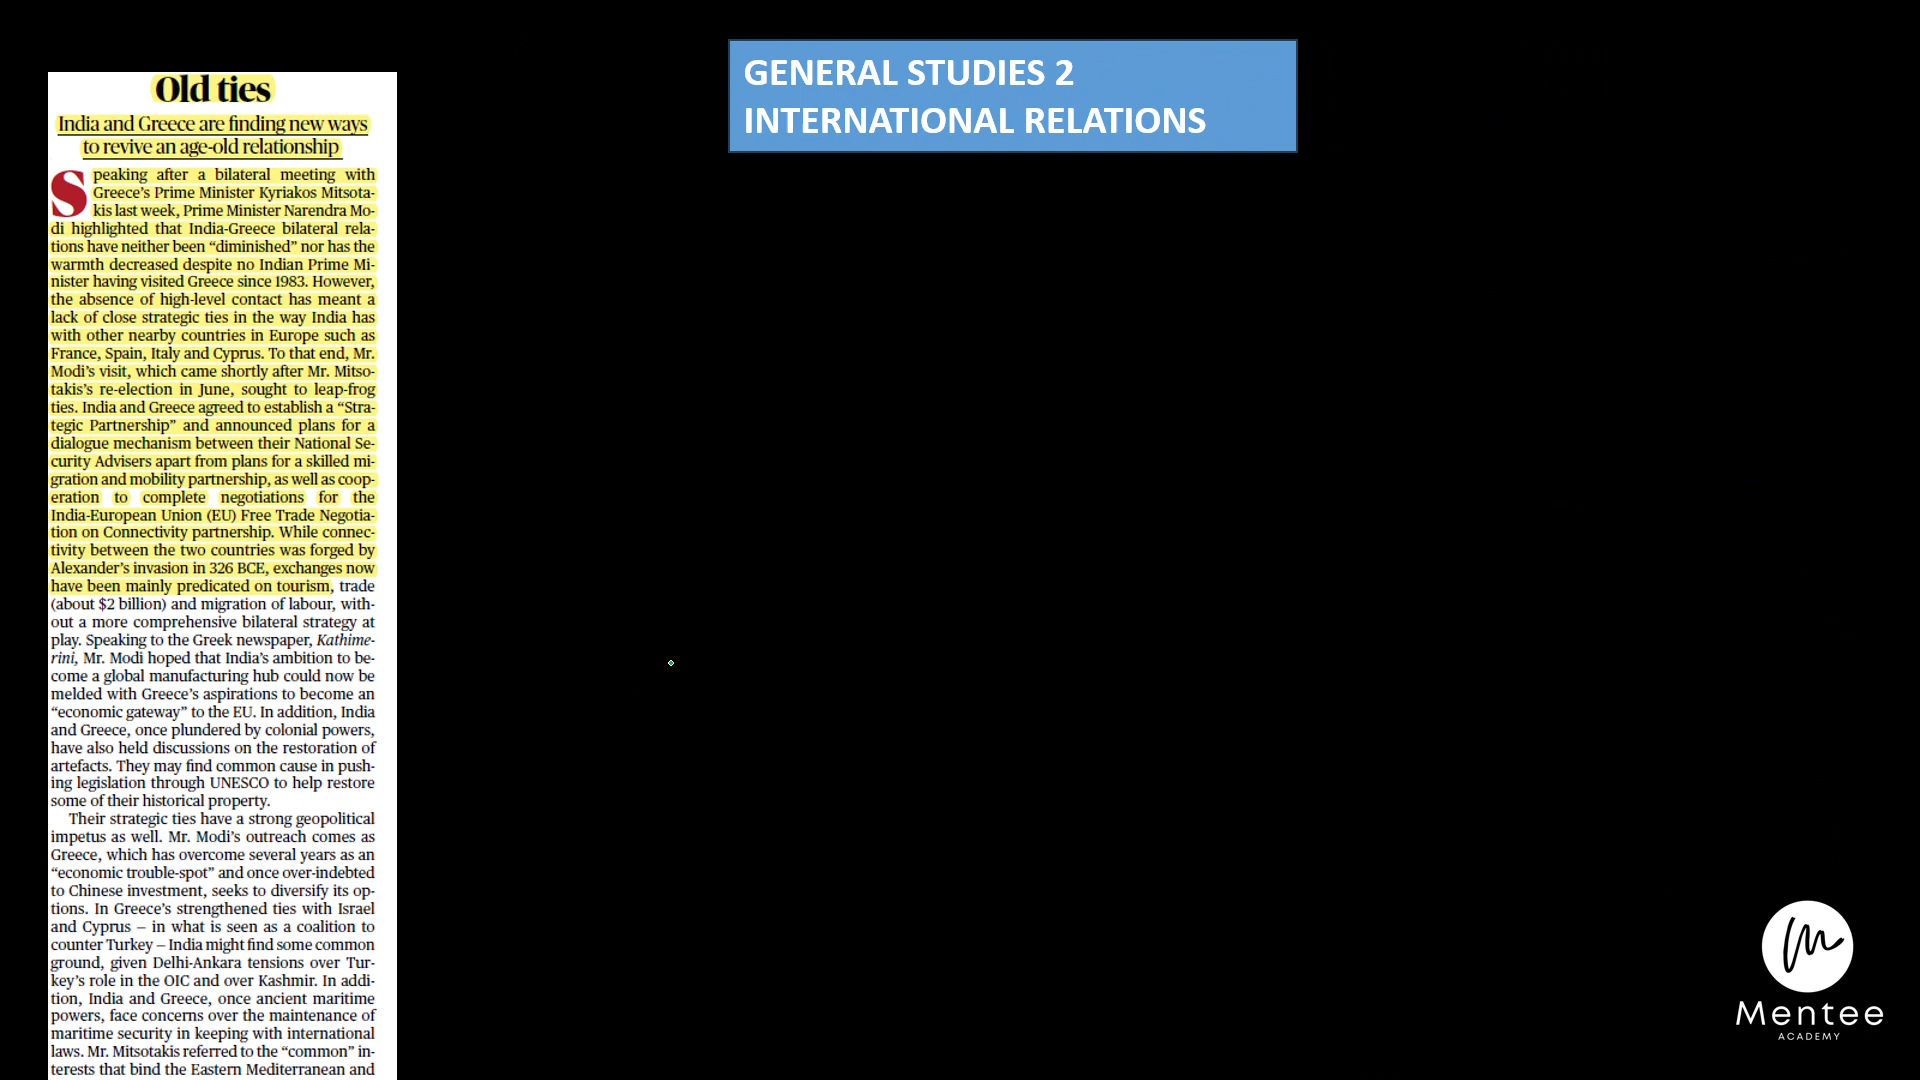 GENERAL STUDIES 2
INTERNATIONAL RELATIONS
Old ties
India and Greece are finding new ways
to revive an age-old relationship
Speaking after a bilateral meeting with
Greece's Prime Minister Kyriakos Mitsota-
kis last week, Prime Minister Narendra Mo-
di highlighted that India-Greece bilateral rela-
tions have neither been “diminished” nor has the
warmth decreased despite no Indian Prime Mi-
nister having visited Greece since 1983. However,
the absence of high-level contact has meant a
lack of close strategic ties in the way India has
with other nearby countries in Europe such as
France, Spain, Italy and Cyprus. To that end, Mr.
Modi's visit, which came shortly after Mr. Mitso-
takis's re-election in June, sought to leap-frog
ties. India and Greece agreed to establish a “Stra-
tegic Partnership” and announced plans for a
dialogue mechanism between their National Se-
curity Advisers apart from plans for a skilled mi-
gration and mobility partnership, as well as coop-
eration to complete negotiations for the
India-European Union (EU) Free Trade Negotia-
tion on Connectivity partnership. While connec-
tivity between the two countries was forged by
Alexander's invasion in 326 BCE, exchanges now
have been mainly predicated on tourism, trade
(about $2 billion) and migration of labour, with-
out a more comprehensive bilateral strategy at
play. Speaking to the Greek newspaper, Kathime-
rini, Mr. Modi hoped that India's ambition to be-
come a global manufacturing hub could now be
melded with Greece's aspirations to become an
“economic gateway” to the EU. In addition, India
and Greece, once plundered by colonial powers,
have also held discussions on the restoration of
artefacts. They may find common cause in push-
ing legislation through UNESCO to help restore
some of their historical property.
Their strategic ties have a strong geopolitical
impetus as well. Mr. Modi's outreach comes as
Greece, which has overcome several years as an
“economic trouble-spot” and once over-indebted
to Chinese investment, seeks to diversify its op-
tions. In Greece's strengthened ties with Israel
and Cyprus – in what is seen as a coalition to
counter Turkey – India might find some common
ground, given Delhi-Ankara tensions over Tur-
key's role in the OIC and over Kashmir. In addi-
tion, India and Greece, once ancient maritime
powers, face concerns over the maintenance of
maritime security in keeping with international
laws. Mr. Mitsotakis referred to the “common” in-
terests that bind the Eastern Mediterranean and
Mentee
ACADEMY